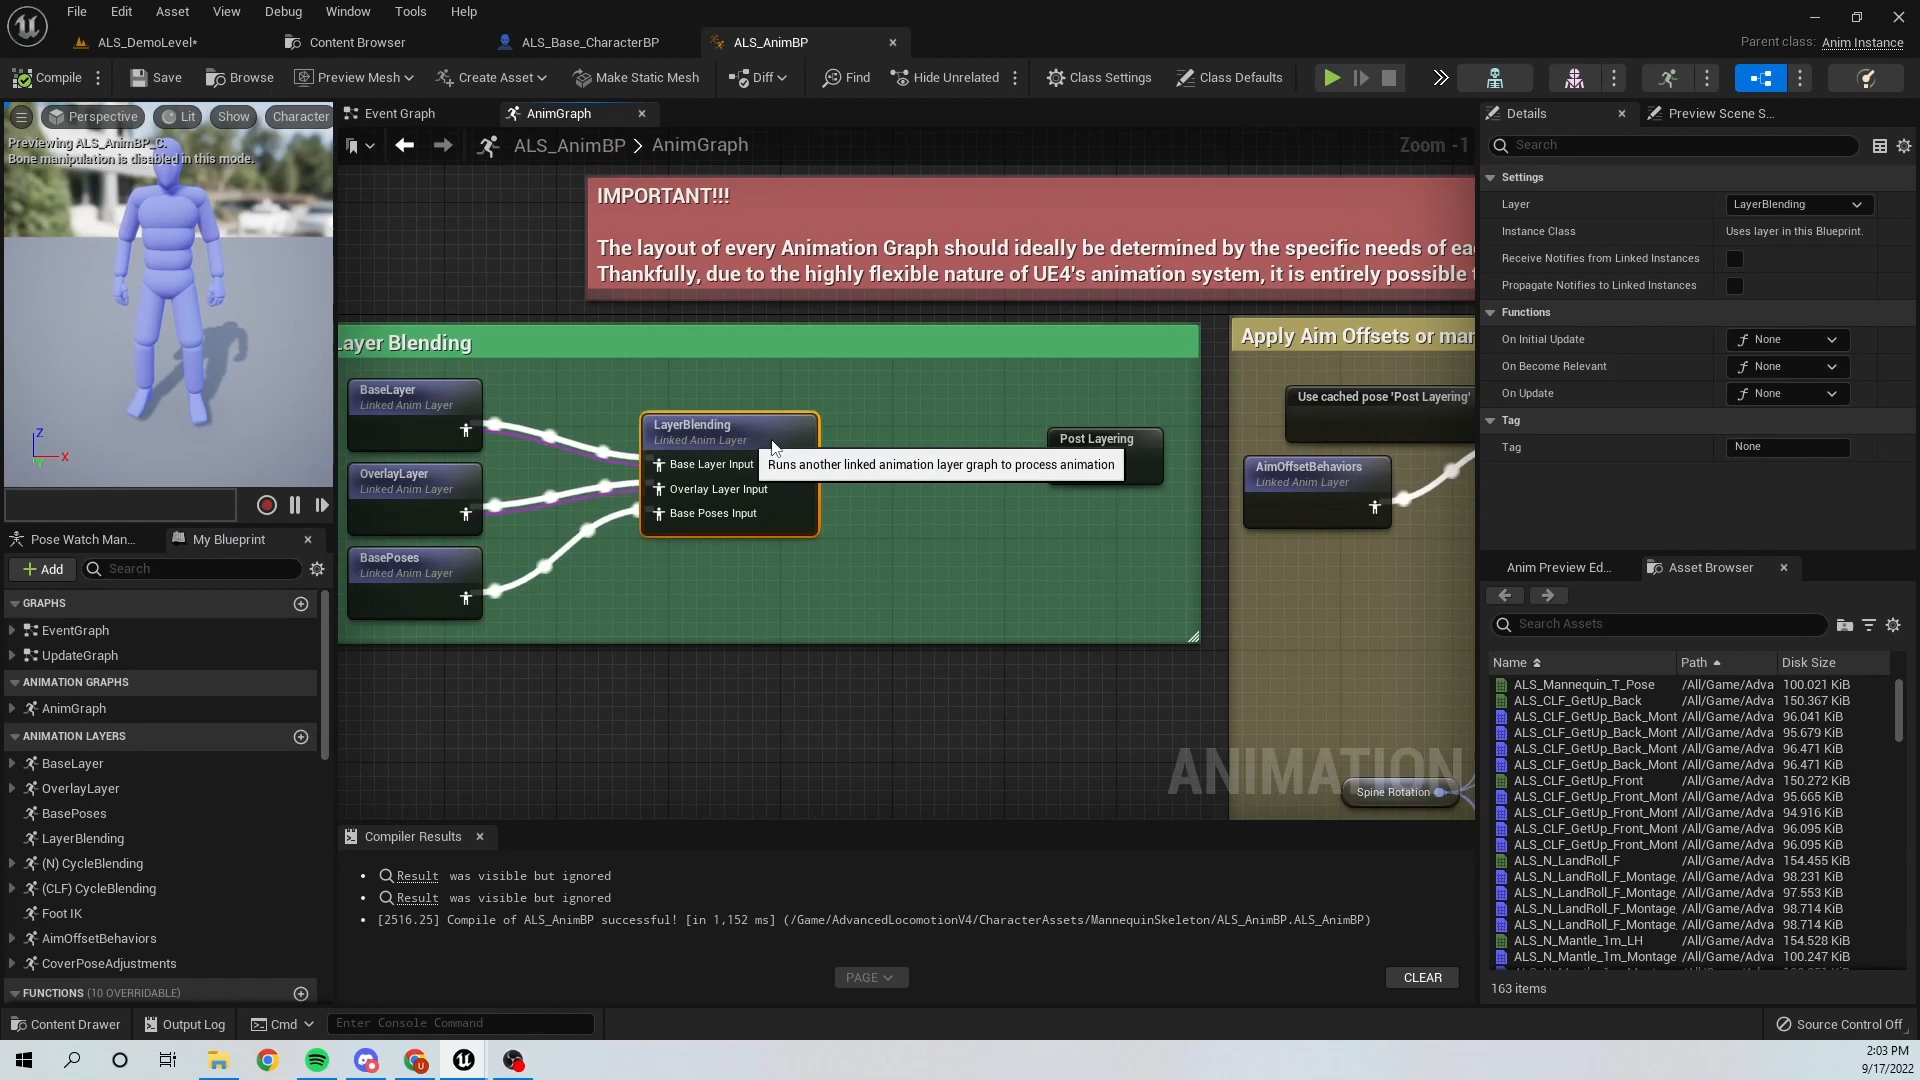 File Edit Asset View Debug Window Tools Help
ALS_DemoLevel* Content Browser ALS_Base_CharacterBP ALS_AnimBP
Parent class: Anim Instance
Compile Save Browse Preview Mesh Create Asset Make Static Mesh Diff Find Hide Unrelated Class Settings Class Defaults
Perspective Lit Show Character
Previewing ALS_AnimBP_C.
Bone manipulation is disabled in this mode.
Z
X
Y
Event Graph AnimGraph
ALS_AnimBP > AnimGraph
Zoom -1
IMPORTANT!!!
The layout of every Animation Graph should ideally be determined by the specific needs of ea
Thankfully, due to the highly flexible nature of UE4's animation system, it is entirely possible
Layer Blending
BaseLayer
Linked Anim Layer
OverlayLayer
Linked Anim Layer
BasePoses
Linked Anim Layer
LayerBlending
Linked Anim Layer
Base Layer Input
Overlay Layer Input
Base Poses Input
Runs another linked animation layer graph to process animation
Post Layering
Apply Aim Offsets or man
Use cached pose 'Post Layering'
AimOffsetBehaviors
Linked Anim Layer
Spine Rotation
ANIMATION
Details Preview Scene S...
Search
Settings
Layer LayerBlending
Instance Class Uses layer in this Blueprint.
Receive Notifies from Linked Instances
Propagate Notifies to Linked Instances
Functions
On Initial Update None
On Become Relevant None
On Update None
Tag
Tag None
Pose Watch Man... My Blueprint
Add Search
GRAPHS
EventGraph
UpdateGraph
ANIMATION GRAPHS
AnimGraph
ANIMATION LAYERS
BaseLayer
OverlayLayer
BasePoses
LayerBlending
(N) CycleBlending
(CLF) CycleBlending
Foot IK
AimOffsetBehaviors
CoverPoseAdjustments
FUNCTIONS (10 OVERRIDABLE)
Compiler Results
Result was visible but ignored
Result was visible but ignored
[2516.25] Compile of ALS_AnimBP successful! [in 1,152 ms] (/Game/AdvancedLocomotionV4/CharacterAssets/MannequinSkeleton/ALS_AnimBP.ALS_AnimBP)
PAGE
CLEAR
Anim Preview Ed... Asset Browser
Search Assets
Name Path Disk Size
ALS_Mannequin_T_Pose /All/Game/Adva 100.021 KiB
ALS_CLF_GetUp_Back /All/Game/Adva 150.367 KiB
ALS_CLF_GetUp_Back_Mont /All/Game/Adva 96.041 KiB
ALS_CLF_GetUp_Back_Mont /All/Game/Adva 95.679 KiB
ALS_CLF_GetUp_Back_Mont /All/Game/Adva 96.471 KiB
ALS_CLF_GetUp_Back_Mont /All/Game/Adva 96.471 KiB
ALS_CLF_GetUp_Front /All/Game/Adva 150.272 KiB
ALS_CLF_GetUp_Front_Mont /All/Game/Adva 95.665 KiB
ALS_CLF_GetUp_Front_Mont /All/Game/Adva 94.916 KiB
ALS_CLF_GetUp_Front_Mont /All/Game/Adva 96.095 KiB
ALS_CLF_GetUp_Front_Mont /All/Game/Adva 96.095 KiB
ALS_N_LandRoll_F /All/Game/Adva 154.455 KiB
ALS_N_LandRoll_F_Montage /All/Game/Adva 98.231 KiB
ALS_N_LandRoll_F_Montage /All/Game/Adva 97.553 KiB
ALS_N_LandRoll_F_Montage /All/Game/Adva 98.714 KiB
ALS_N_LandRoll_F_Montage /All/Game/Adva 98.714 KiB
ALS_N_Mantle_1m_LH /All/Game/Adva 154.528 KiB
ALS_N_Mantle_1m_Montage /All/Game/Adva 100.247 KiB
163 items
Content Drawer Output Log Cmd Enter Console Command Source Control Off
2:03 PM
9/17/2022